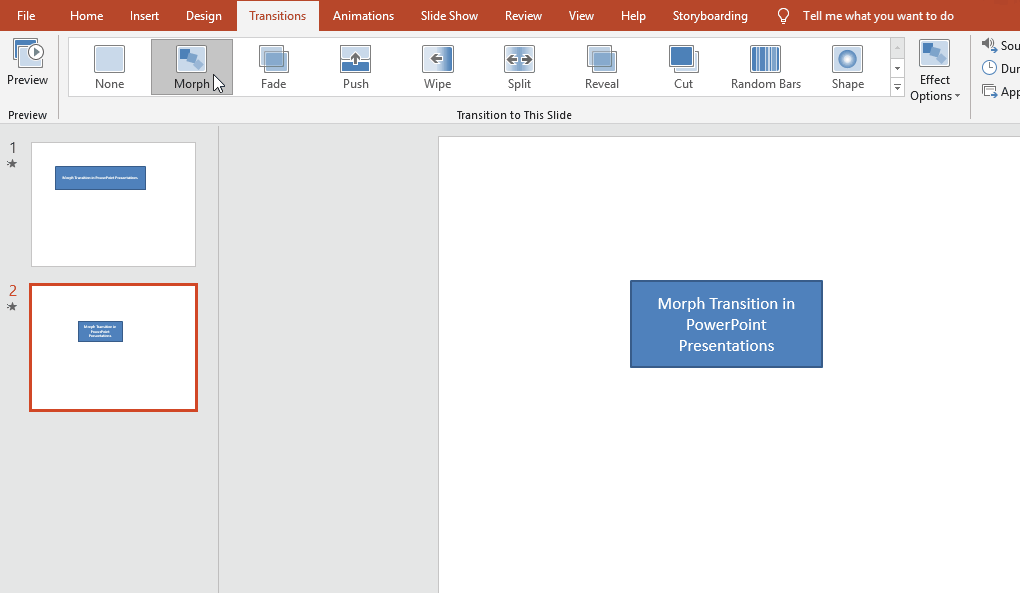 File Home Insert Design Transitions Animations Slide Show Review View Help Storyboarding Tell me what you want to do
Preview
None Morph Fade Push Wipe Split Reveal Cut Random Bars Shape
Effect
Options
Sou
Dur
App
Preview
Transition to This Slide
1
Morph Transition in PowerPoint Presentations
2
Morph Transition in
PowerPoint
Presentations
Morph Transition in
PowerPoint
Presentations